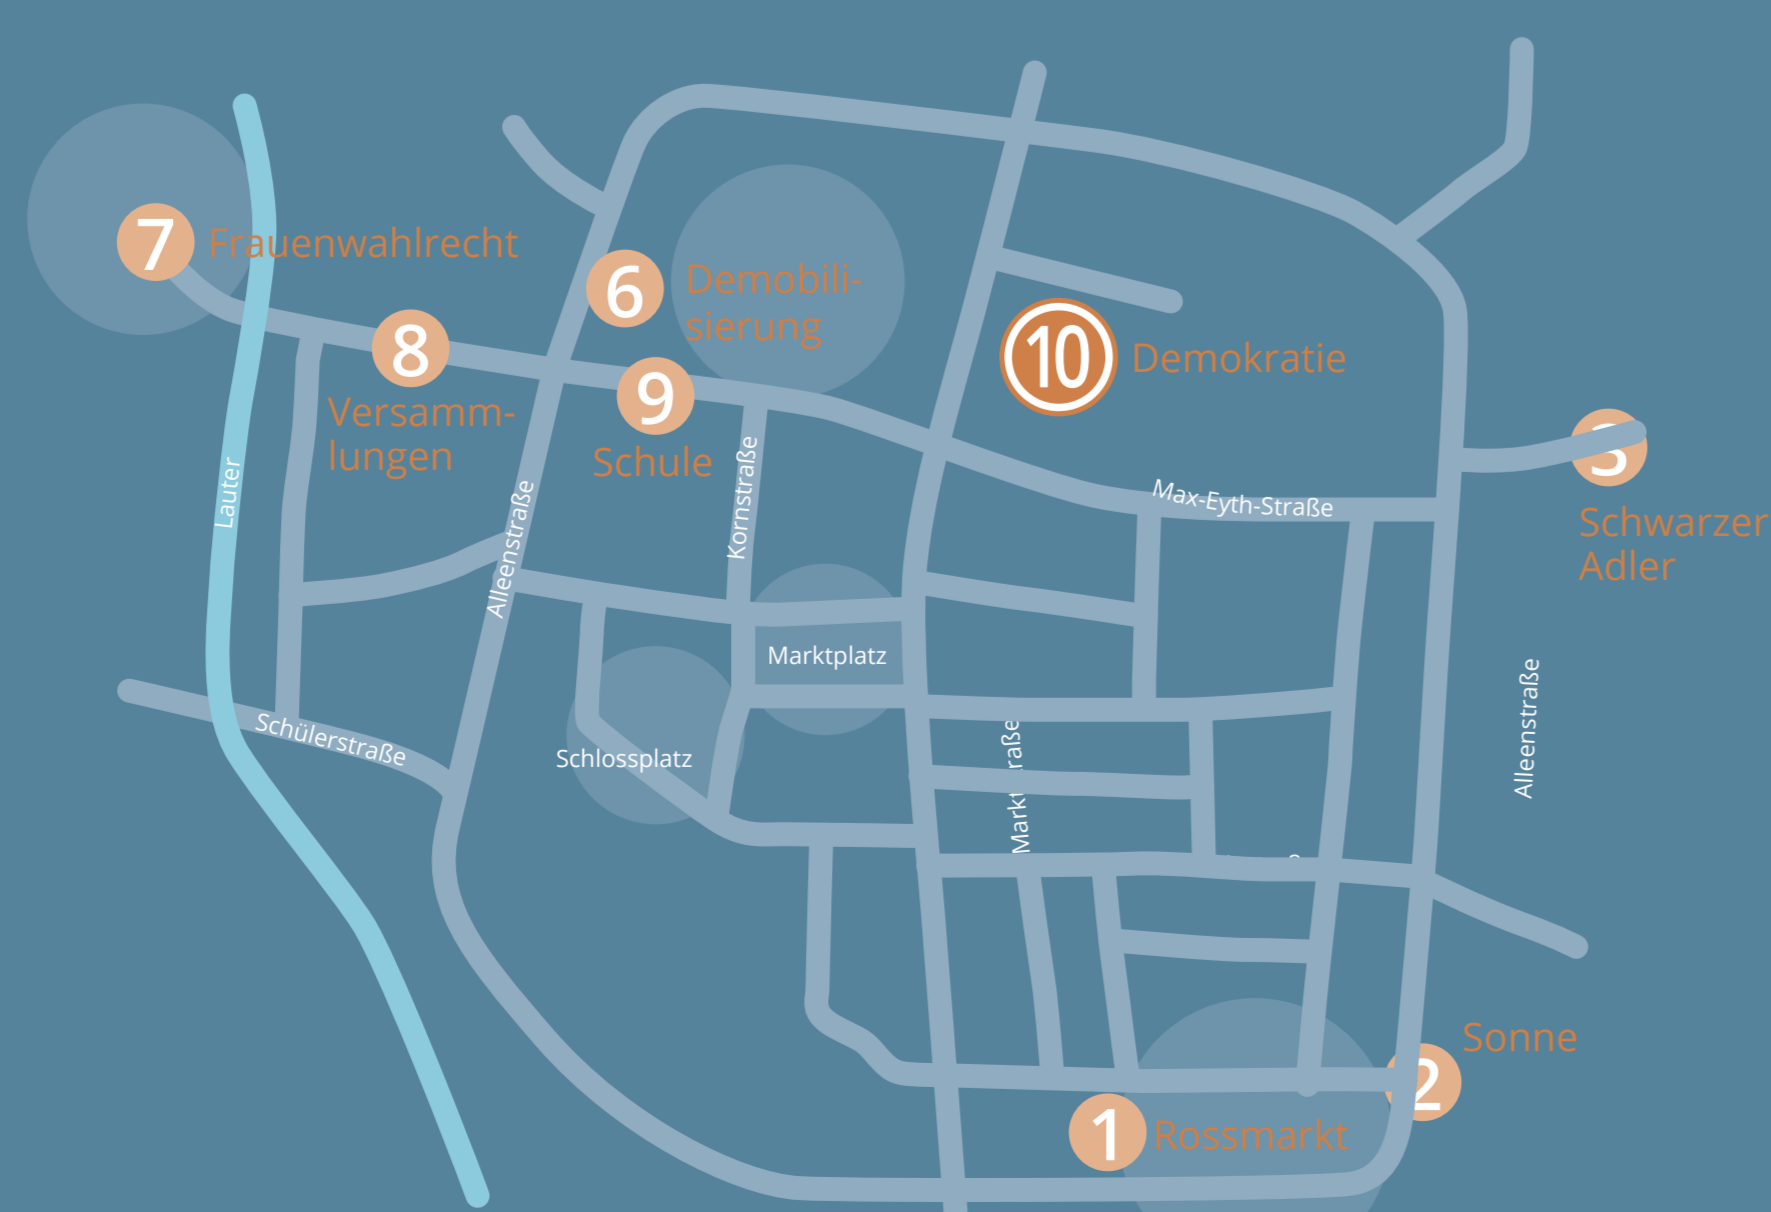 7 Frauenwahlrecht
6 Demobili-
sierung
8
Versamm-
lungen
9
Schule
10 Demokratie
3
Schwarzer
Adler
Lauter
Alleenstraße
Kornstraße
Max-Eyth-Straße
Marktplatz
Schlossplatz
Schülerstraße
Alleenstraße
2 Sonne
1 Rossmarkt